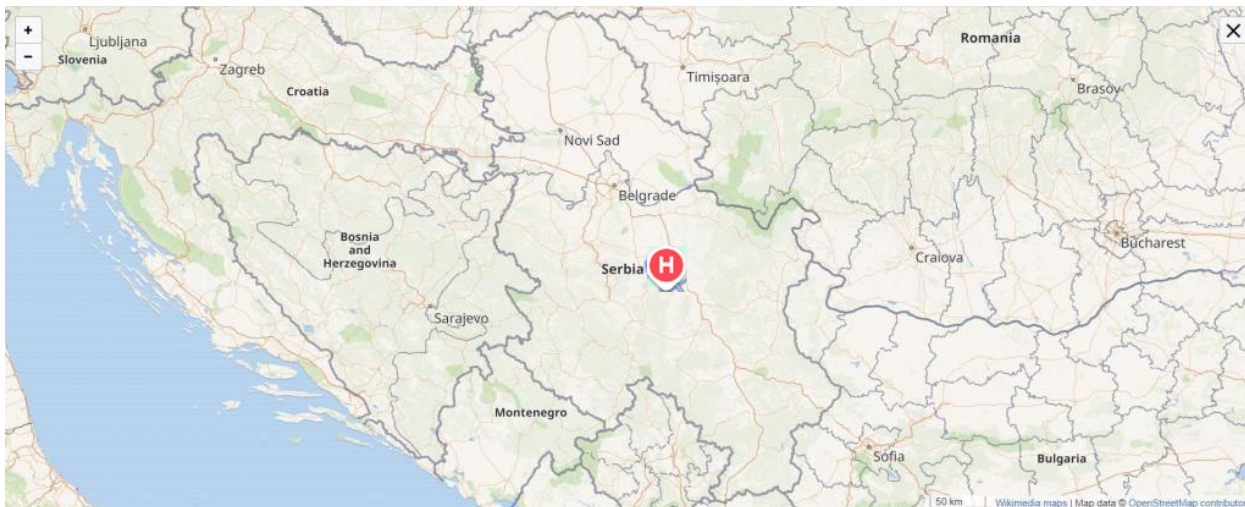 +
−
Ljubljana
Slovenia
Zagreb
Croatia
Timișoara
Romania
Brașov
Novi Sad
Belgrade
Bosnia
and
Herzegovina
Serbia
H
Craiova
Bucharest
Sarajevo
Montenegro
Sofia
Bulgaria
50 km
Wikimedia maps | Map data © OpenStreetMap contributor